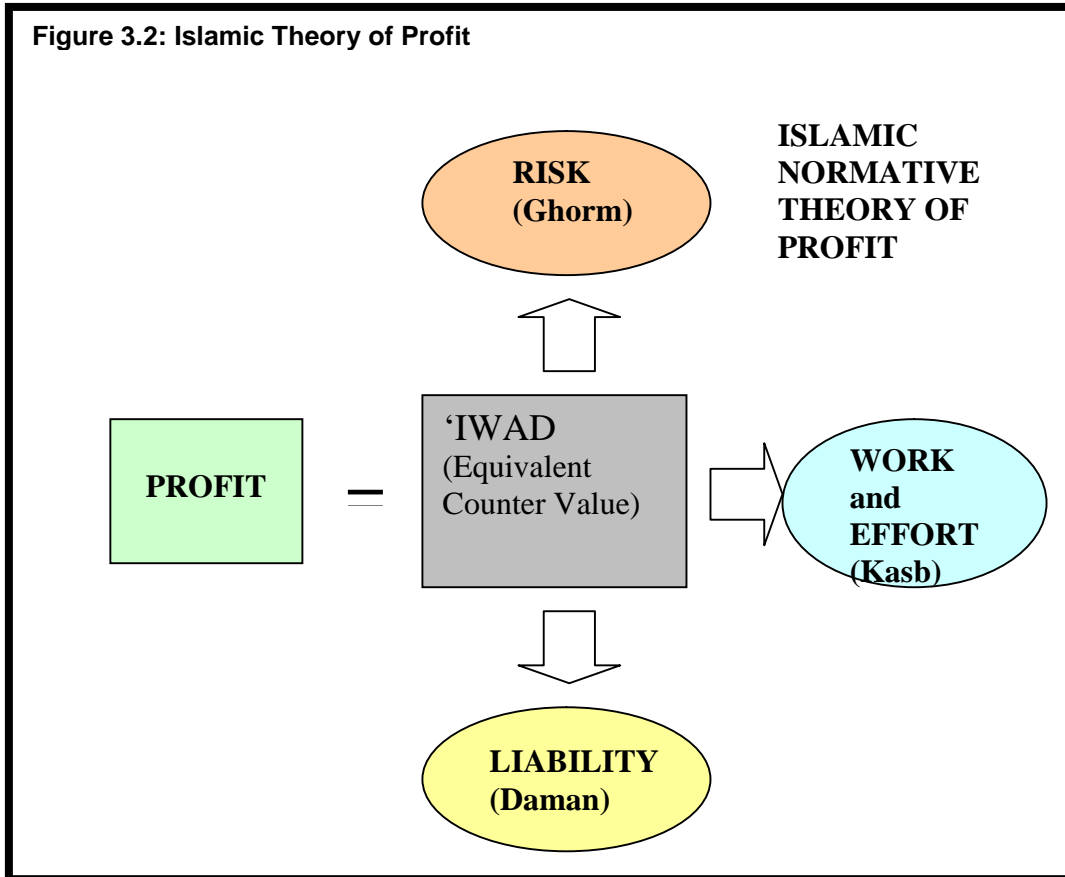 Figure 3.2: Islamic Theory of Profit
RISK
(Ghorm)
ISLAMIC
NORMATIVE
THEORY OF
PROFIT
PROFIT
=
‘IWAD
(Equivalent
Counter Value)
WORK
and
EFFORT
(Kasb)
LIABILITY
(Daman)